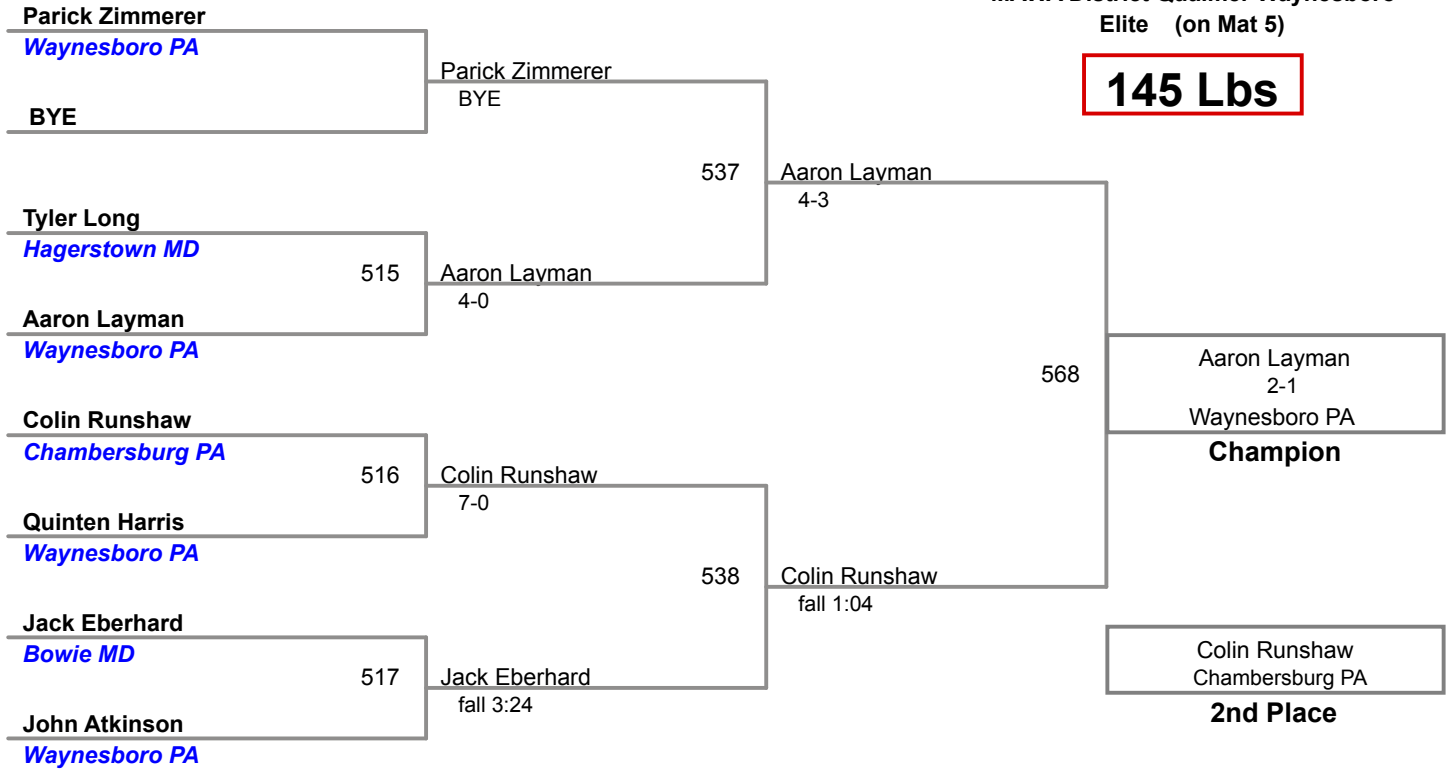 MAWA District Qualifier Waynesboro
Elite (on Mat 5)
145 Lbs
Parick Zimmerer
Waynesboro PA
Parick Zimmerer
BYE
BYE
537
Aaron Layman
4-3
Tyler Long
Hagerstown MD
515
Aaron Layman
4-0
Aaron Layman
Waynesboro PA
568
Aaron Layman
2-1
Waynesboro PA
Champion
Colin Runshaw
Chambersburg PA
516
Colin Runshaw
7-0
Quinten Harris
Waynesboro PA
538
Colin Runshaw
fall 1:04
Jack Eberhard
Bowie MD
517
Jack Eberhard
fall 3:24
John Atkinson
Waynesboro PA
Colin Runshaw
Chambersburg PA
2nd Place